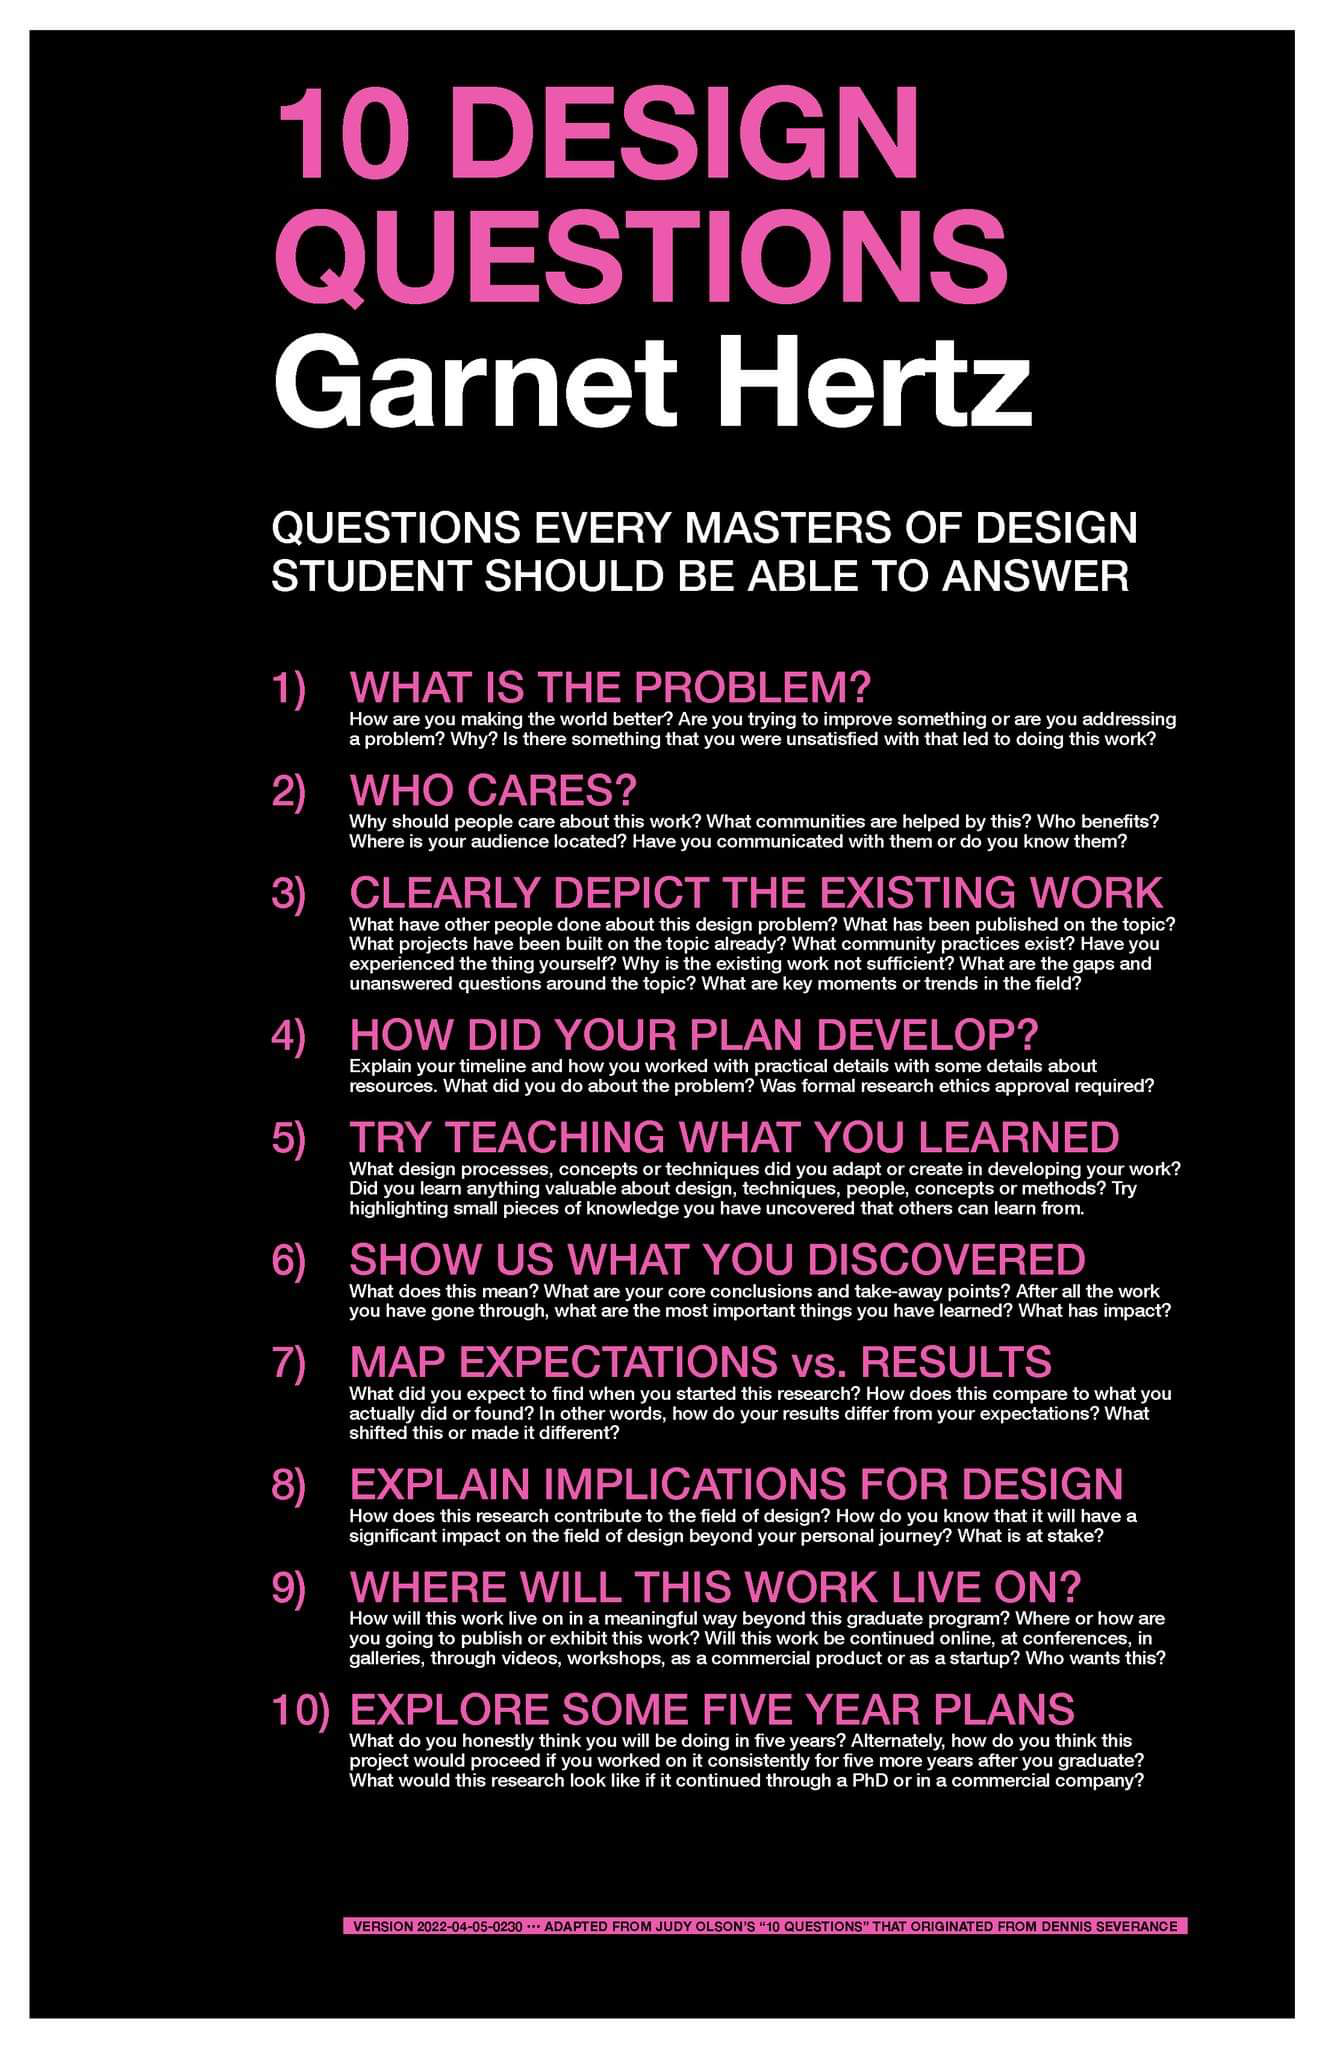 10 DESIGN
QUESTIONS
Garnet Hertz
QUESTIONS EVERY MASTERS OF DESIGN
STUDENT SHOULD BE ABLE TO ANSWER
1) WHAT IS THE PROBLEM?
How are you making the world better? Are you trying to improve something or are you addressing
a problem? Why? Is there something that you were unsatisfied with that led to doing this work?
2) WHO CARES?
Why should people care about this work? What communities are helped by this? Who benefits?
Where is your audience located? Have you communicated with them or do you know them?
3) CLEARLY DEPICT THE EXISTING WORK
What have other people done about this design problem? What has been published on the topic?
What projects have been built on the topic already? What community practices exist? Have you
experienced the thing yourself? Why is the existing work not sufficient? What are the gaps and
unanswered questions around the topic? What are key moments or trends in the field?
4) HOW DID YOUR PLAN DEVELOP?
Explain your timeline and how you worked with practical details with some details about
resources. What did you do about the problem? Was formal research ethics approval required?
5) TRY TEACHING WHAT YOU LEARNED
What design processes, concepts or techniques did you adapt or create in developing your work?
Did you learn anything valuable about design, techniques, people, concepts or methods? Try
highlighting small pieces of knowledge you have uncovered that others can learn from.
6) SHOW US WHAT YOU DISCOVERED
What does this mean? What are your core conclusions and take-away points? After all the work
you have gone through, what are the most important things you have learned? What has impact?
7) MAP EXPECTATIONS vs. RESULTS
What did you expect to find when you started this research? How does this compare to what you
actually did or found? In other words, how do your results differ from your expectations? What
shifted this or made it different?
8) EXPLAIN IMPLICATIONS FOR DESIGN
How does this research contribute to the field of design? How do you know that it will have a
significant impact on the field of design beyond your personal journey? What is at stake?
9) WHERE WILL THIS WORK LIVE ON?
How will this work live on in a meaningful way beyond this graduate program? Where or how are
you going to publish or exhibit this work? Will this work be continued online, at conferences, in
galleries, through videos, workshops, as a commercial product or as a startup? Who wants this?
10) EXPLORE SOME FIVE YEAR PLANS
What do you honestly think you will be doing in five years? Alternately, how do you think this
project would proceed if you worked on it consistently for five more years after you graduate?
What would this research look like if it continued through a PhD or in a commercial company?
VERSION 2022-04-05-0230 ··· ADAPTED FROM JUDY OLSON'S “10 QUESTIONS” THAT ORIGINATED FROM DENNIS SEVERANCE